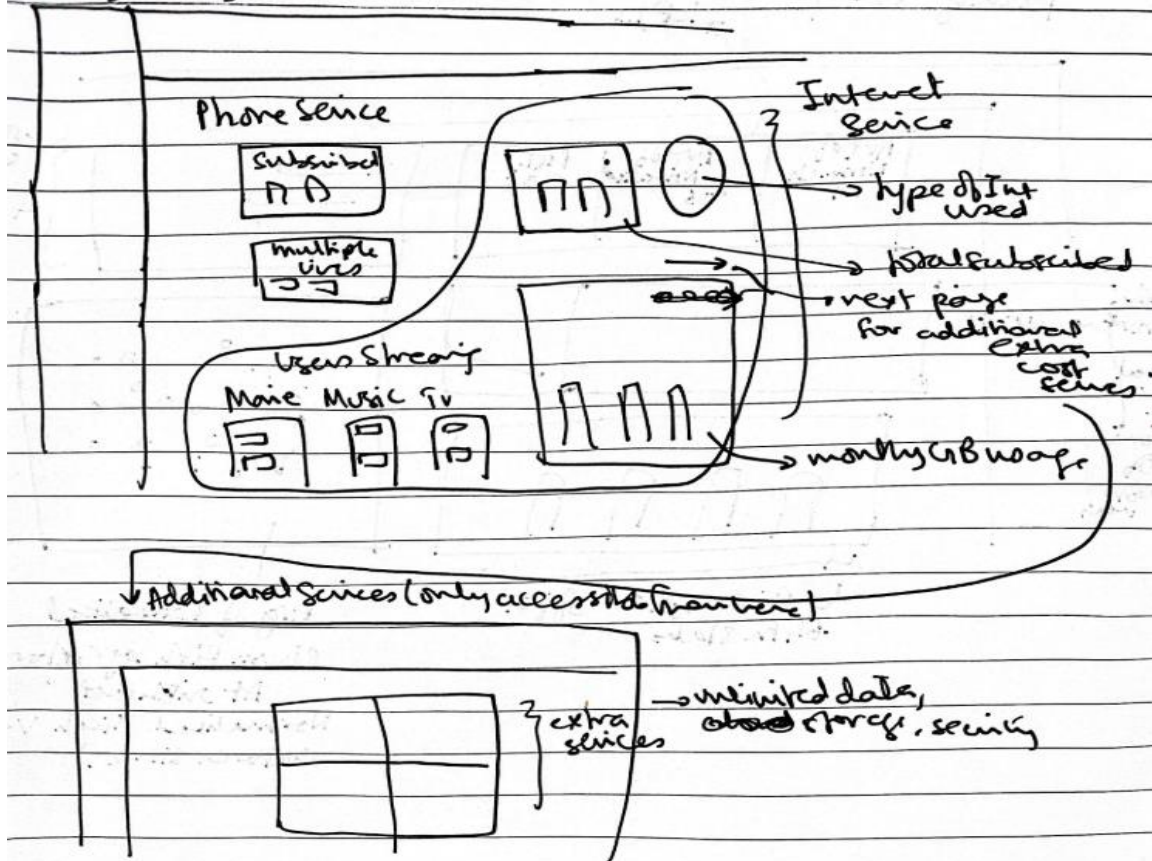 Phone Service
Subscribed
multiple
lines
Users Streaming
Movie Music Tv
Internet
Service
type of Int
used
total subscribed
next page
for additional
extra
cost
services
monthly GB usage
Additional Services (only accessible from here)
extra
services
unlimited data,
storage, security